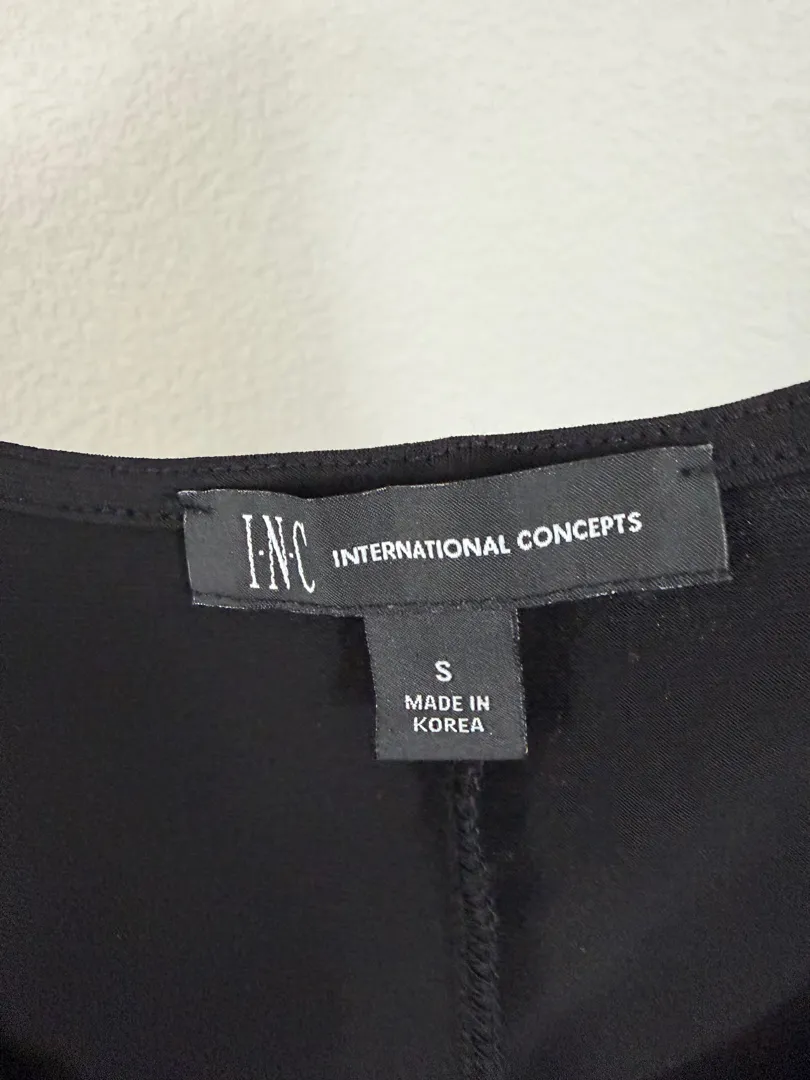 I·N·C INTERNATIONAL CONCEPTS
S
MADE IN
KOREA